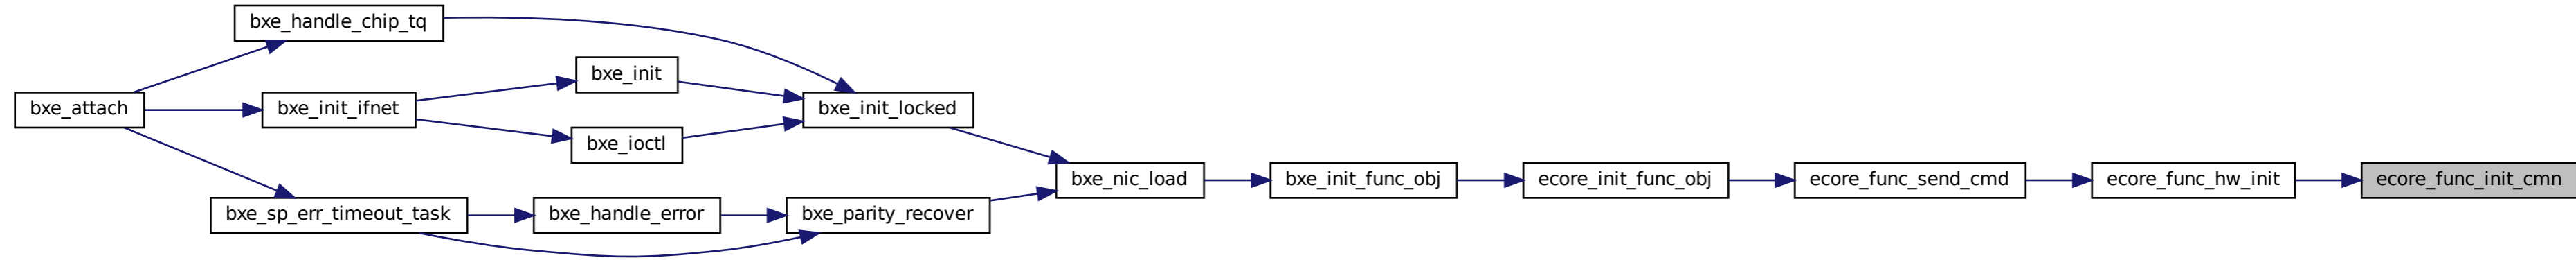 bxe_handle_chip_tq
bxe_init
bxe_attach
bxe_init_ifnet
bxe_init_locked
bxe_ioctl
bxe_nic_load
bxe_init_func_obj
ecore_init_func_obj
ecore_func_send_cmd
ecore_func_hw_init
ecore_func_init_cmn
bxe_sp_err_timeout_task
bxe_handle_error
bxe_parity_recover